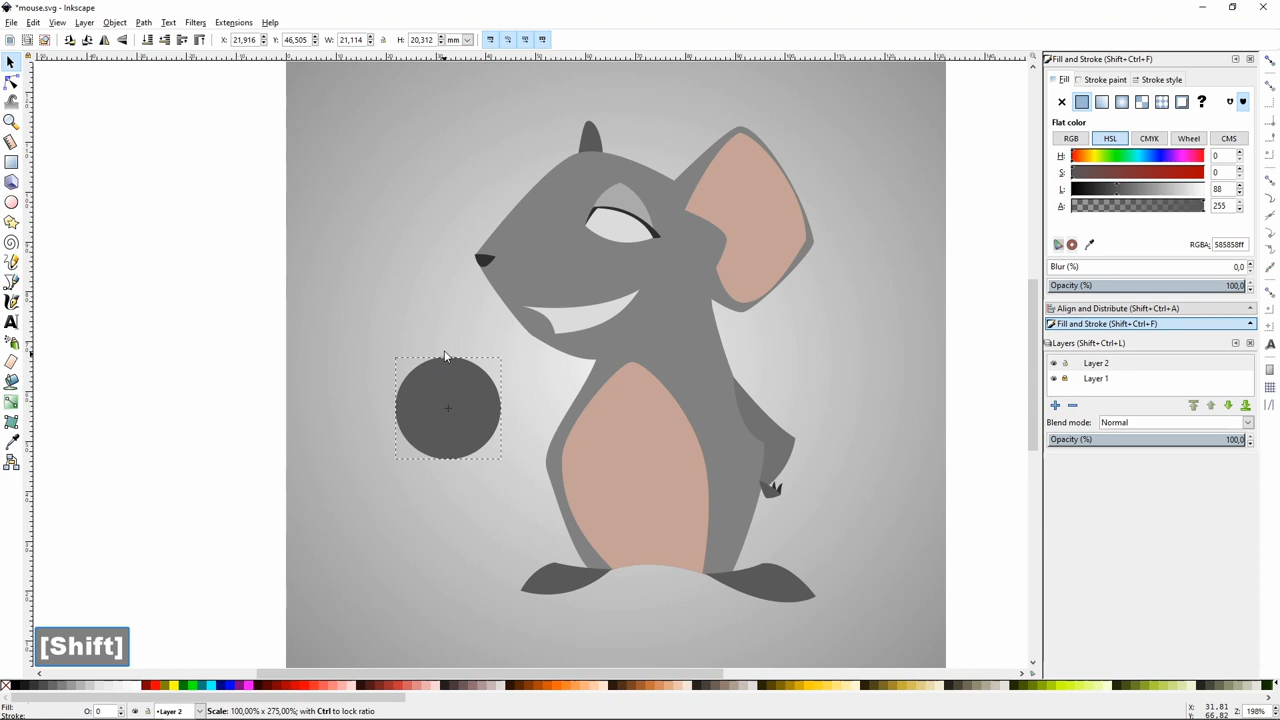 *mouse.svg - Inkscape
File Edit View Layer Object Path Text Filters Extensions Help
X: 21,916 Y: 46,505 W: 21,114 H: 20,312 mm
Fill and Stroke (Shift+Ctrl+F)
Fill Stroke paint Stroke style
Flat color
RGB HSL CMYK Wheel CMS
H: 0
S: 0
L: 88
A: 255
RGBA: 585858ff
Blur (%) 0,0
Opacity (%) 100,0
Align and Distribute (Shift+Ctrl+A)
Fill and Stroke (Shift+Ctrl+F)
Layers (Shift+Ctrl+L)
Layer 2
Layer 1
Blend mode: Normal
Opacity (%) 100,0
[Shift]
Fill:
Stroke:
O: 0
•Layer 2
Scale: 100,00% x 275,00%; with Ctrl to lock ratio
X: 31,81
Y: 66,82
Z: 198%